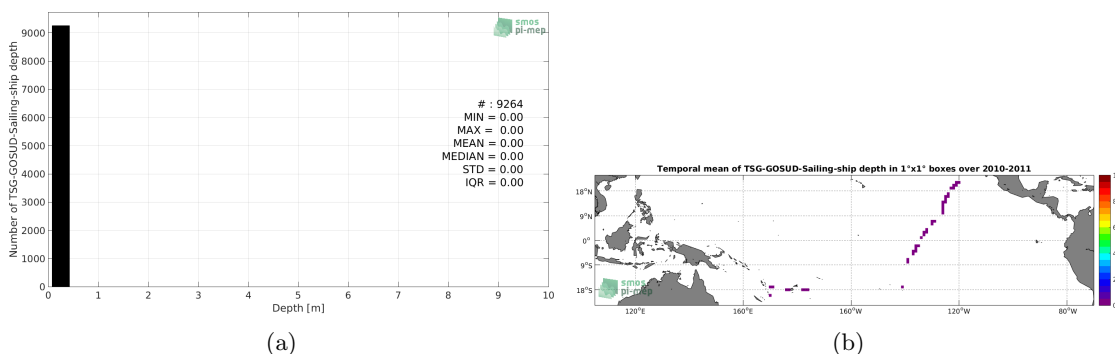 9000
8000
7000
6000
5000
4000
3000
2000
1000
0
Number of TSG-GOSUD-Sailing-ship depth
smos
pi-mep
# : 9264
MIN = 0.00
MAX = 0.00
MEAN = 0.00
MEDIAN = 0.00
STD = 0.00
IQR = 0.00
0 1 2 3 4 5 6 7 8 9 10
Depth [m]
(a)
Temporal mean of TSG-GOSUD-Sailing-ship depth in 1°x1° boxes over 2010-2011
18°N
9°N
0°
9°S
18°S
smos
pi-mep
120°E 160°E 160°W 120°W 80°W
(b)